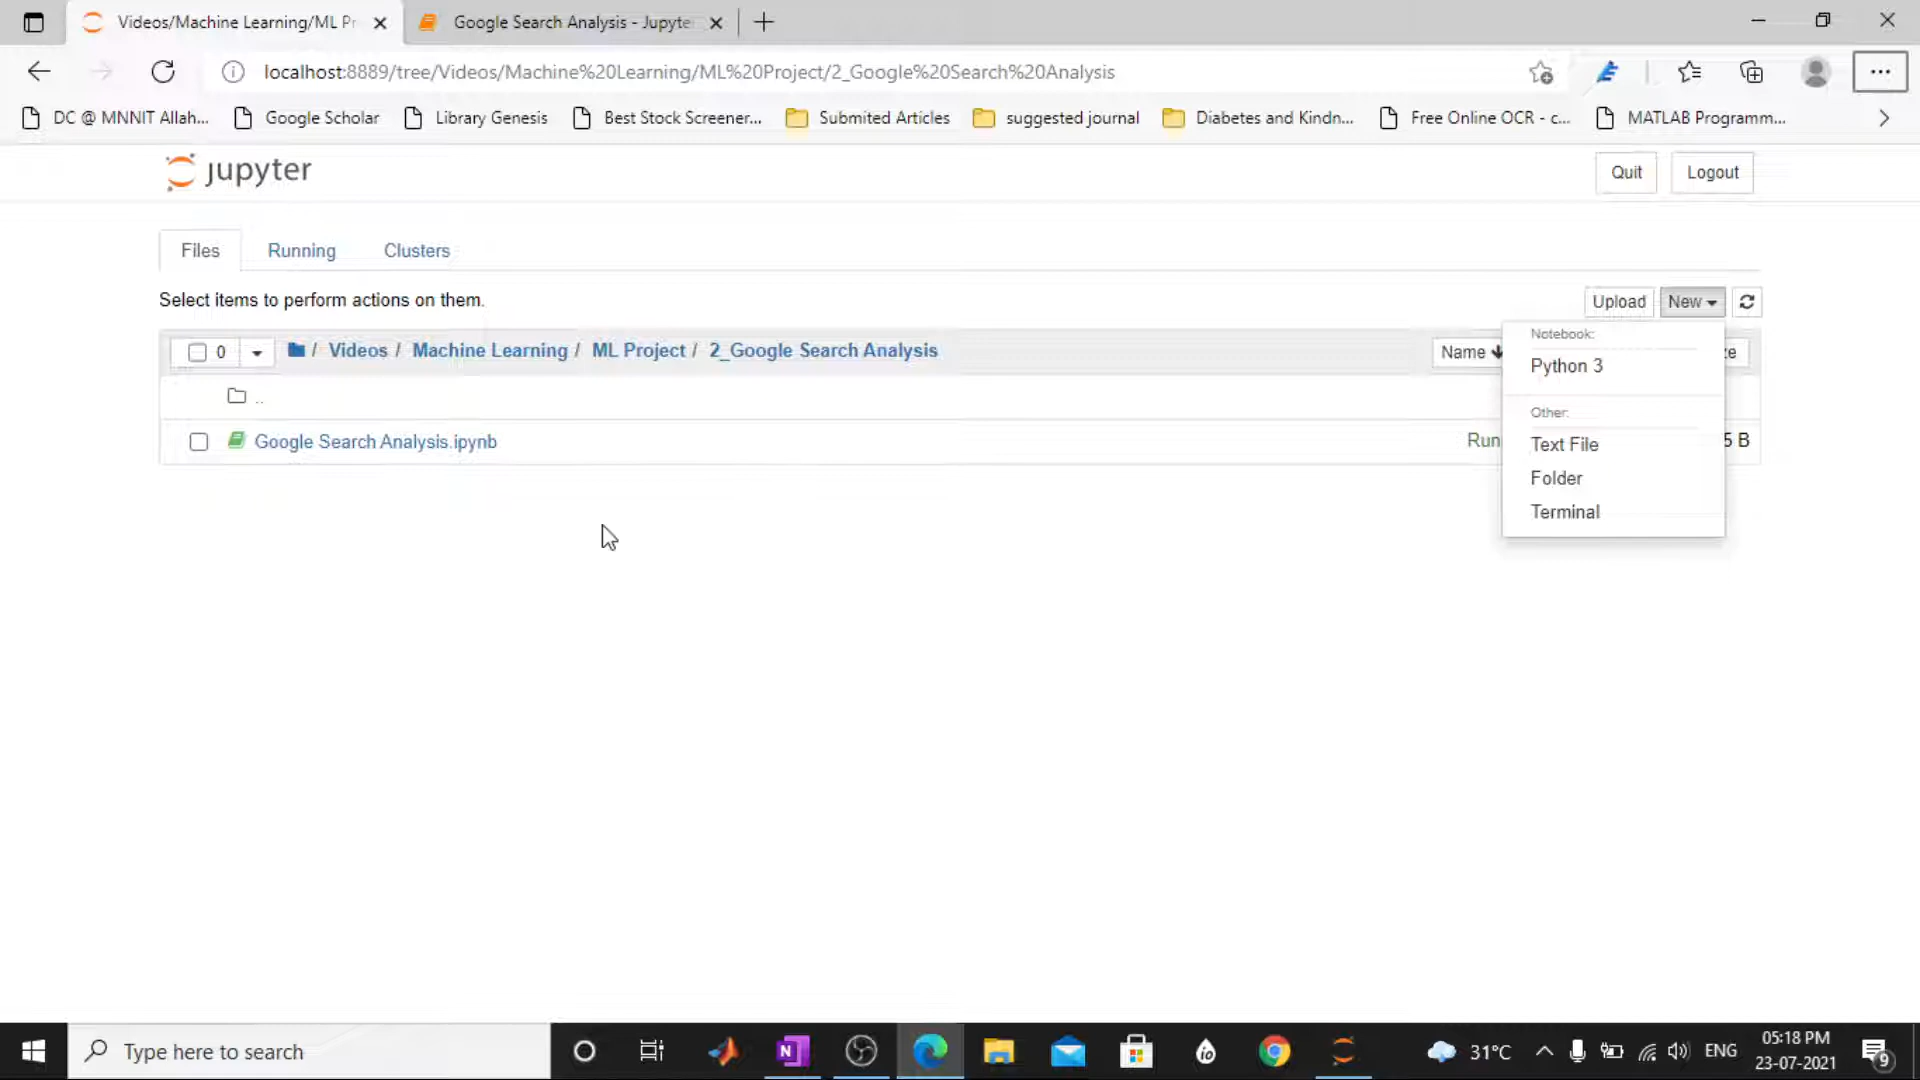 Videos/Machine Learning/ML Pr
Google Search Analysis - Jupyte
localhost:8889/tree/Videos/Machine%20Learning/ML%20Project/2_Google%20Search%20Analysis
DC @ MNNIT Allah...
Google Scholar
Library Genesis
Best Stock Screener...
Submited Articles
suggested journal
Diabetes and Kindn...
Free Online OCR - c...
MATLAB Programm...
jupyter
Quit
Logout
Files
Running
Clusters
Select items to perform actions on them.
Upload
New
0
/ Videos / Machine Learning / ML Project / 2_Google Search Analysis
Name
ze
Notebook:
Python 3
Other:
Text File
Folder
Terminal
..
Google Search Analysis.ipynb
Run
5 B
Type here to search
N
io
31°C
ENG
05:18 PM
23-07-2021
9